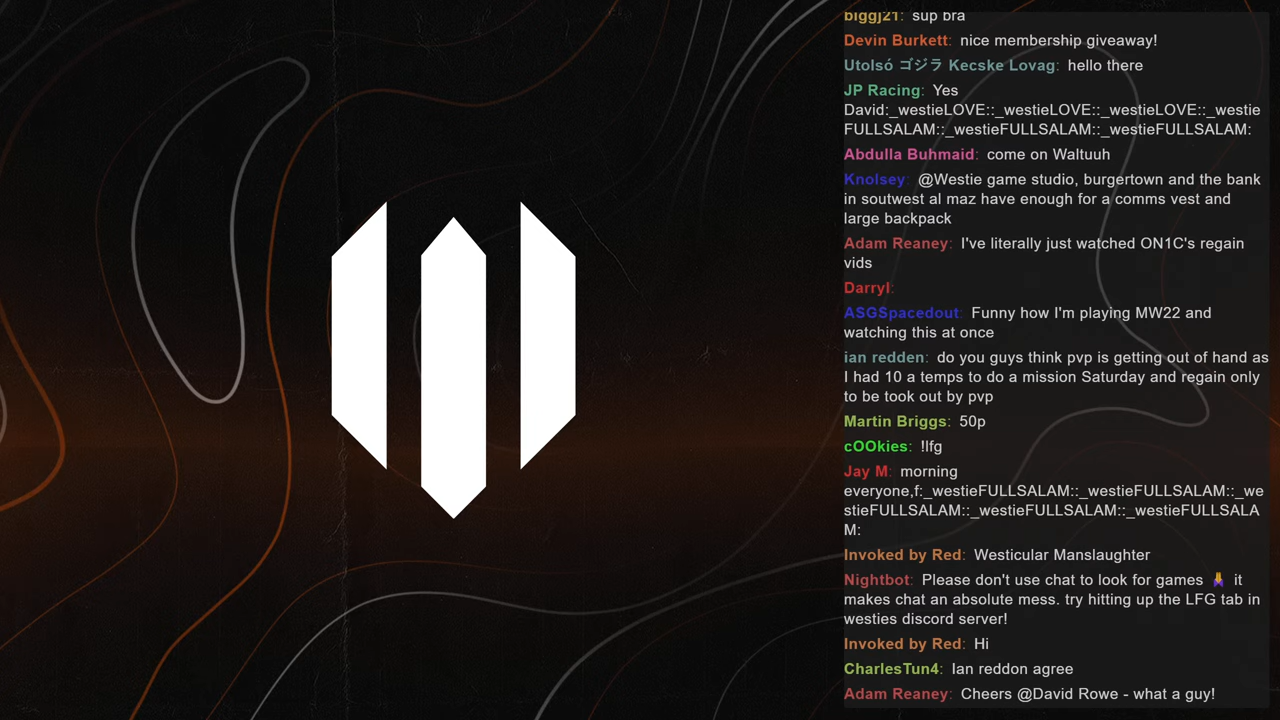 biggj21: sup bra
Devin Burkett: nice membership giveaway!
Utolsó ゴジラ Kecske Lovag: hello there
JP Racing: Yes
David:_westieLOVE::_westieLOVE::_westieLOVE::_westie
FULLSALAM::_westieFULLSALAM::_westieFULLSALAM:
Abdulla Buhmaid: come on Waltuuh
Knolsey: @Westie game studio, burgertown and the bank
in soutwest al maz have enough for a comms vest and
large backpack
Adam Reaney: I've literally just watched ON1C's regain
vids
Darryl:
ASGSpacedout: Funny how I'm playing MW22 and
watching this at once
ian redden: do you guys think pvp is getting out of hand as
I had 10 a temps to do a mission Saturday and regain only
to be took out by pvp
Martin Briggs: 50p
cOOkies: !lfg
Jay M: morning
everyone,f:_westieFULLSALAM::_westieFULLSALAM::_we
stieFULLSALAM::_westieFULLSALAM::_westieFULLSALA
M:
Invoked by Red: Westicular Manslaughter
Nightbot: Please don't use chat to look for games 🙏 it
makes chat an absolute mess. try hitting up the LFG tab in
westies discord server!
Invoked by Red: Hi
CharlesTun4: Ian reddon agree
Adam Reaney: Cheers @David Rowe - what a guy!